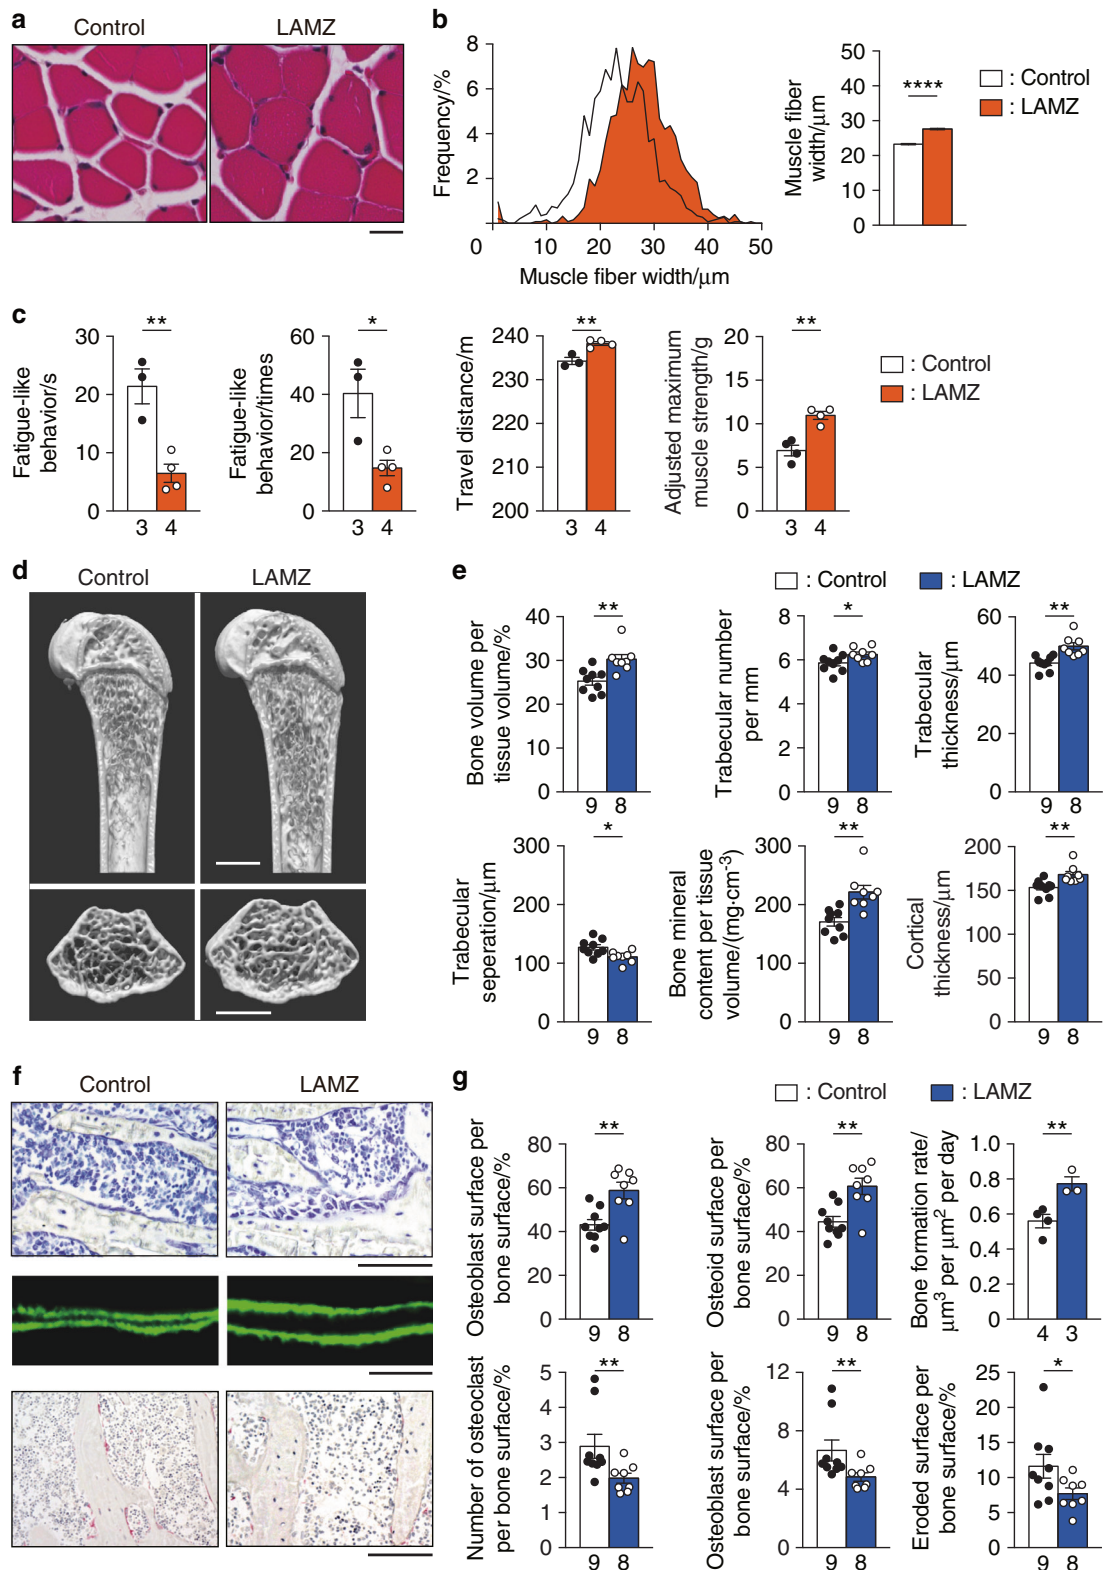 a
Control
LAMZ
b
8
6
4
2
Frequency/%
0
10
20
30
40
50
Muscle fiber width/μm
50
40
30
20
10
0
Muscle fiber
width/μm
****
: Control
: LAMZ
c
30
20
10
0
Fatigue-like
behavior/s
**
3 4
60
40
20
0
Fatigue-like
behavior/times
*
3 4
240
230
220
210
200
Travel distance/m
**
3 4
20
15
10
5
0
Adjusted maximum
muscle strength/g
**
3 4
: Control
: LAMZ
d
Control
LAMZ
e
: Control
: LAMZ
40
30
20
10
0
Bone volume per
tissue volume/%
**
9 8
8
6
4
2
0
Trabecular number
per mm
*
9 8
60
40
20
0
Trabecular
thickness/μm
**
9 8
300
200
100
0
Trabecular
seperation/μm
*
9 8
300
200
100
0
Bone mineral
content per tissue
volume/(mg·cm-3)
**
9 8
200
150
100
50
0
Cortical
thickness/μm
**
9 8
f
Control
LAMZ
g
: Control
: LAMZ
80
60
40
20
0
Osteoblast surface per
bone surface/%
**
9 8
80
60
40
20
0
Osteoid surface per
bone surface/%
**
9 8
1.0
0.8
0.6
0.4
0.2
0
Bone formation rate/
μm3 per μm2 per day
**
4 3
5
4
3
2
1
0
Number of osteoclast
per bone surface/%
**
9 8
12
8
4
0
Osteoblast surface per
bone surface/%
**
9 8
25
20
15
10
5
0
Eroded surface per
bone surface/%
*
9 8